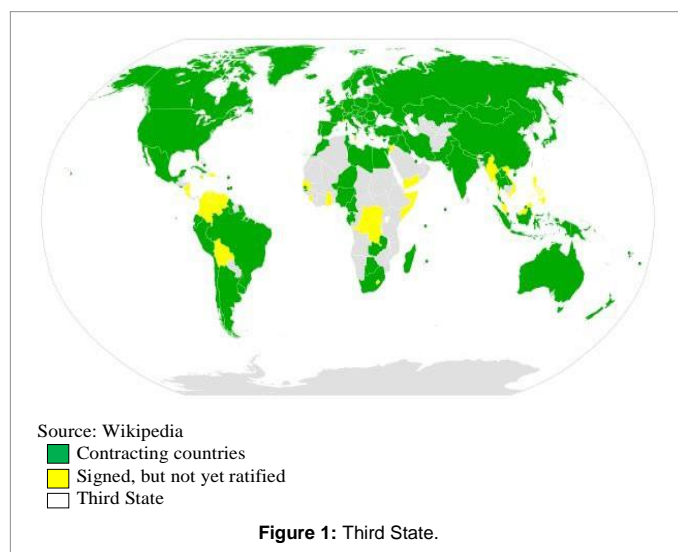 Source: Wikipedia
Contracting countries
Signed, but not yet ratified
Third State
Figure 1: Third State.